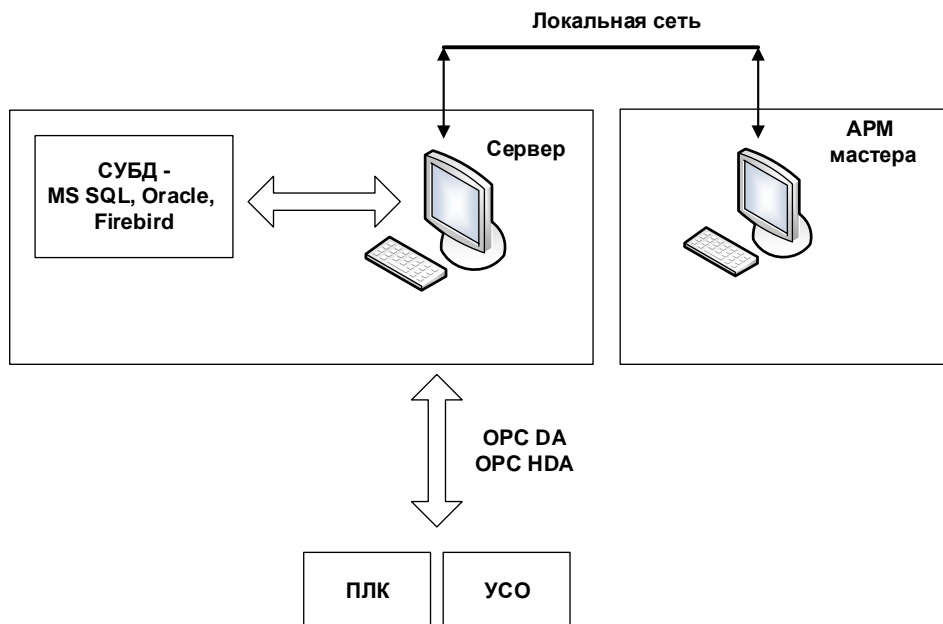 Локальная сеть
СУБД -
MS SQL, Oracle,
Firebird
Сервер
АРМ
мастера
OPC DA
OPC HDA
ПЛК
УСО